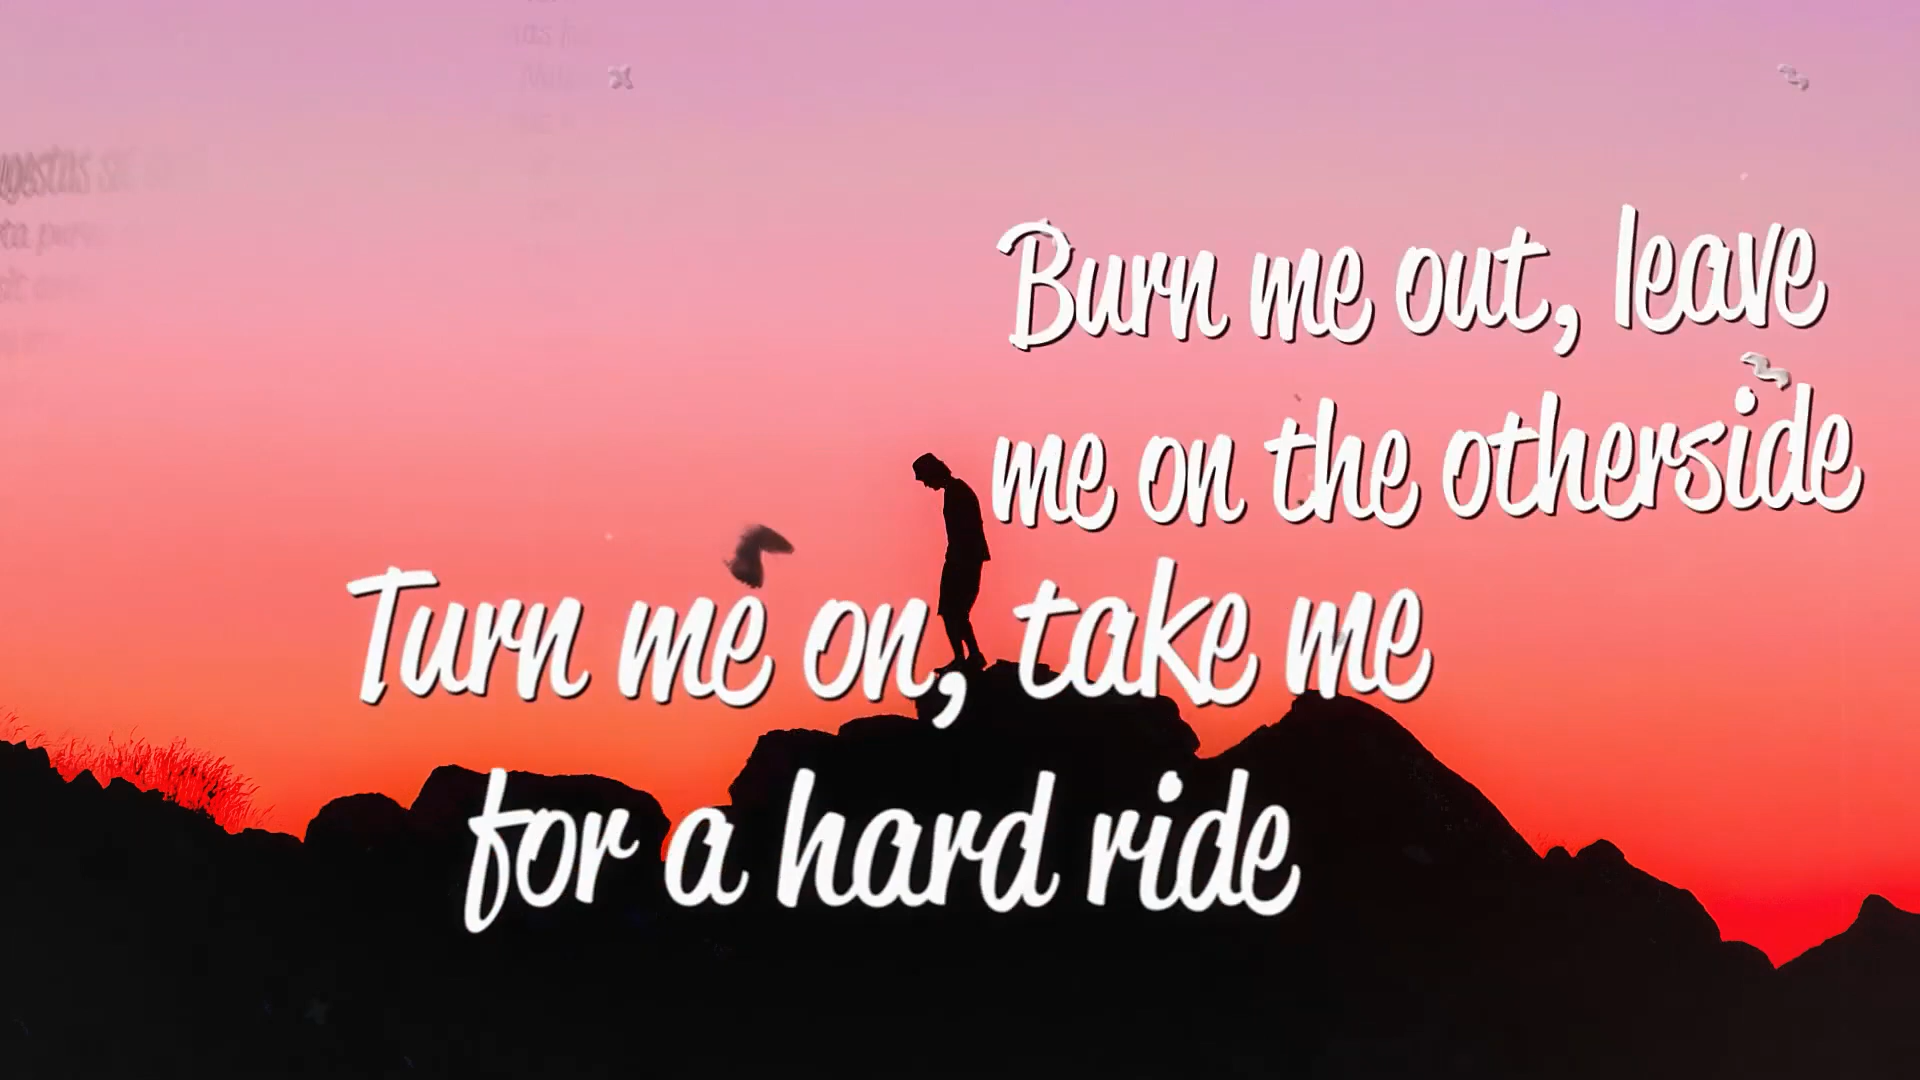 Burn me out, leave
me on the otherside
Turn me on, take me
for a hard ride